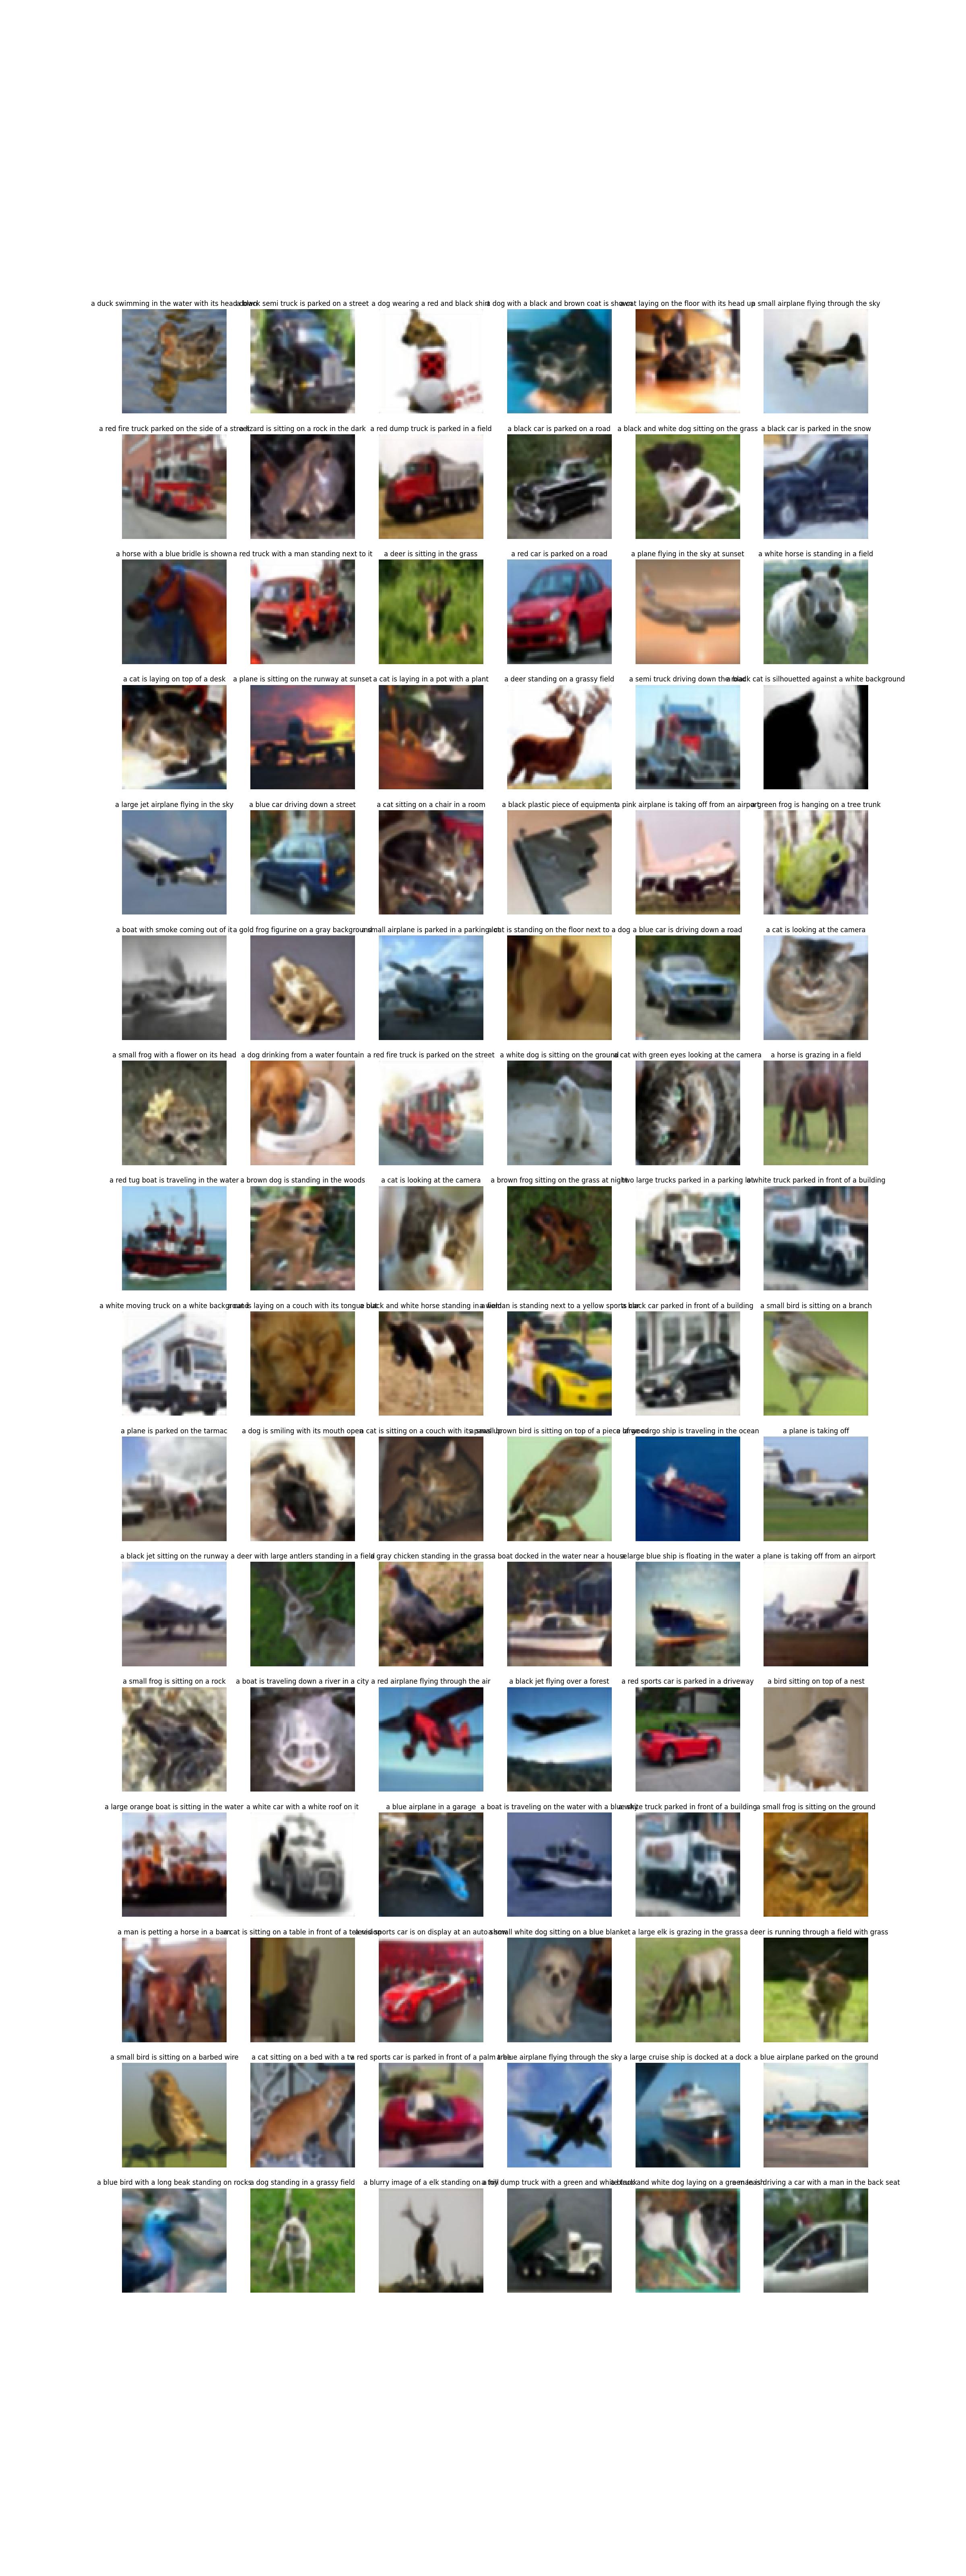 a duck swimming in the water with its head down
a black semi truck is parked on a street
a dog wearing a red and black shirt
a dog with a black and brown coat is shown
a cat laying on the floor with its head up
a small airplane flying through the sky
a red fire truck parked on the side of a street
a lizard is sitting on a rock in the dark
a red dump truck is parked in a field
a black car is parked on a road
a black and white dog sitting on the grass
a black car is parked in the snow
a horse with a blue bridle is shown
a red truck with a man standing next to it
a deer is sitting in the grass
a red car is parked on a road
a plane flying in the sky at sunset
a white horse is standing in a field
a cat is laying on top of a desk
a plane is sitting on the runway at sunset
a cat is laying in a pot with a plant
a deer standing on a grassy field
a semi truck driving down the road
a black cat is silhouetted against a white background
a large jet airplane flying in the sky
a blue car driving down a street
a cat sitting on a chair in a room
a black plastic piece of equipment
a pink airplane is taking off from an airport
a green frog is hanging on a tree trunk
a boat with smoke coming out of it
a gold frog figurine on a gray background
a small airplane is parked in a parking lot
a cat is standing on the floor next to a dog
a blue car is driving down a road
a cat is looking at the camera
a small frog with a flower on its head
a dog drinking from a water fountain
a red fire truck is parked on the street
a white dog is sitting on the ground
a cat with green eyes looking at the camera
a horse is grazing in a field
a red tug boat is traveling in the water
a brown dog is standing in the woods
a cat is looking at the camera
a brown frog sitting on the grass at night
two large trucks parked in a parking lot
a white truck parked in front of a building
a white moving truck on a white background
a cat is laying on a couch with its tongue out
a black and white horse standing in a field
a woman is standing next to a yellow sports car
a black car parked in front of a building
a small bird is sitting on a branch
a plane is parked on the tarmac
a dog is smiling with its mouth open
a cat is sitting on a couch with its paws up
a small brown bird is sitting on top of a piece of wood
a large cargo ship is traveling in the ocean
a plane is taking off
a black jet sitting on the runway
a deer with large antlers standing in a field
a gray chicken standing in the grass
a boat docked in the water near a house
a large blue ship is floating in the water
a plane is taking off from an airport
a small frog is sitting on a rock
a boat is traveling down a river in a city
a red airplane flying through the air
a black jet flying over a forest
a red sports car is parked in a driveway
a bird sitting on top of a nest
a large orange boat is sitting in the water
a white car with a white roof on it
a blue airplane in a garage
a boat is traveling on the water with a blue sky
a white truck parked in front of a building
a small frog is sitting on the ground
a man is petting a horse in a barn
a cat is sitting on a table in front of a television
a red sports car is on display at an auto show
a small white dog sitting on a blue blanket
a large elk is grazing in the grass
a deer is running through a field with grass
a small bird is sitting on a barbed wire
a cat sitting on a bed with a tv
a red sports car is parked in front of a palm tree
a blue airplane flying through the sky
a large cruise ship is docked at a dock
a blue airplane parked on the ground
a blue bird with a long beak standing on rocks
a dog standing in a grassy field
a blurry image of a elk standing on a hill
a dump truck with a green and white
a black and white dog laying on a green leash
a man is driving a car with a man in the back seat